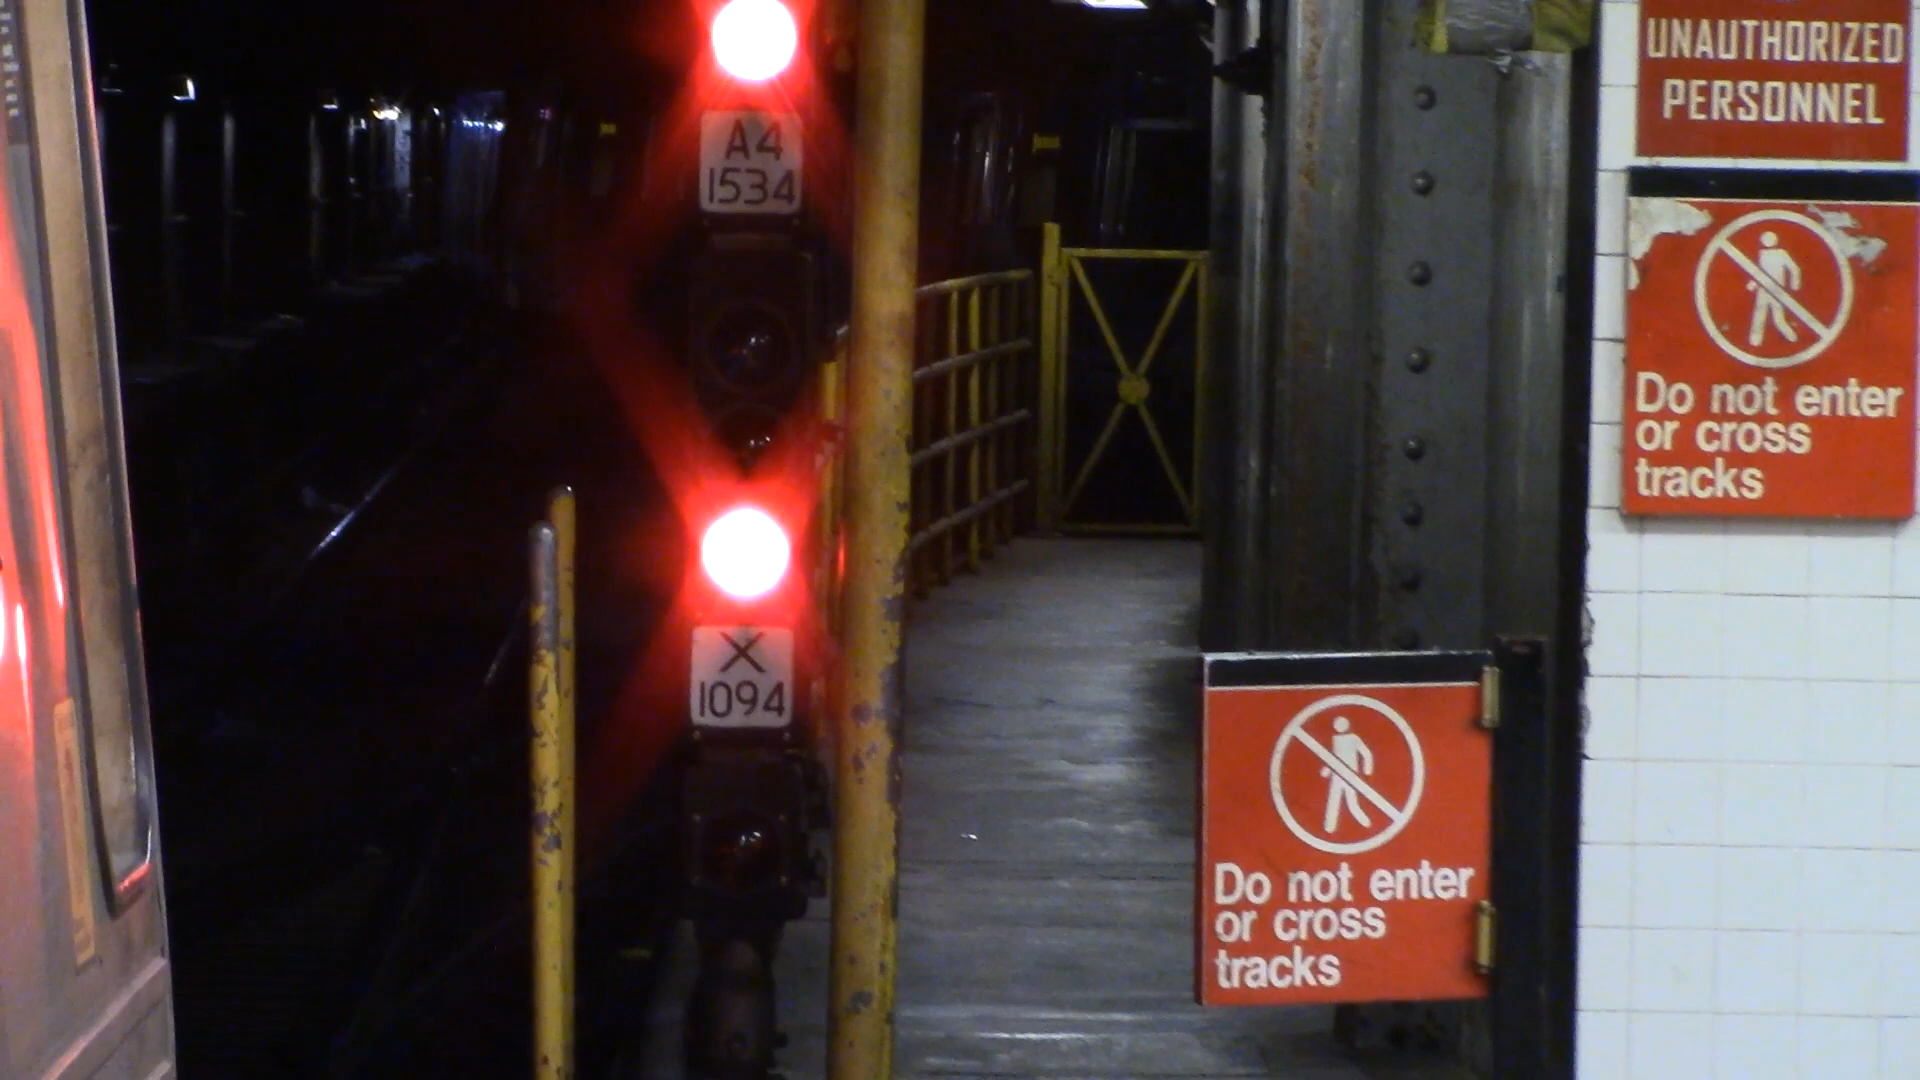 A4
1534
X
1094
UNAUTHORIZED
PERSONNEL
Do not enter
or cross
tracks
Do not enter
or cross
tracks